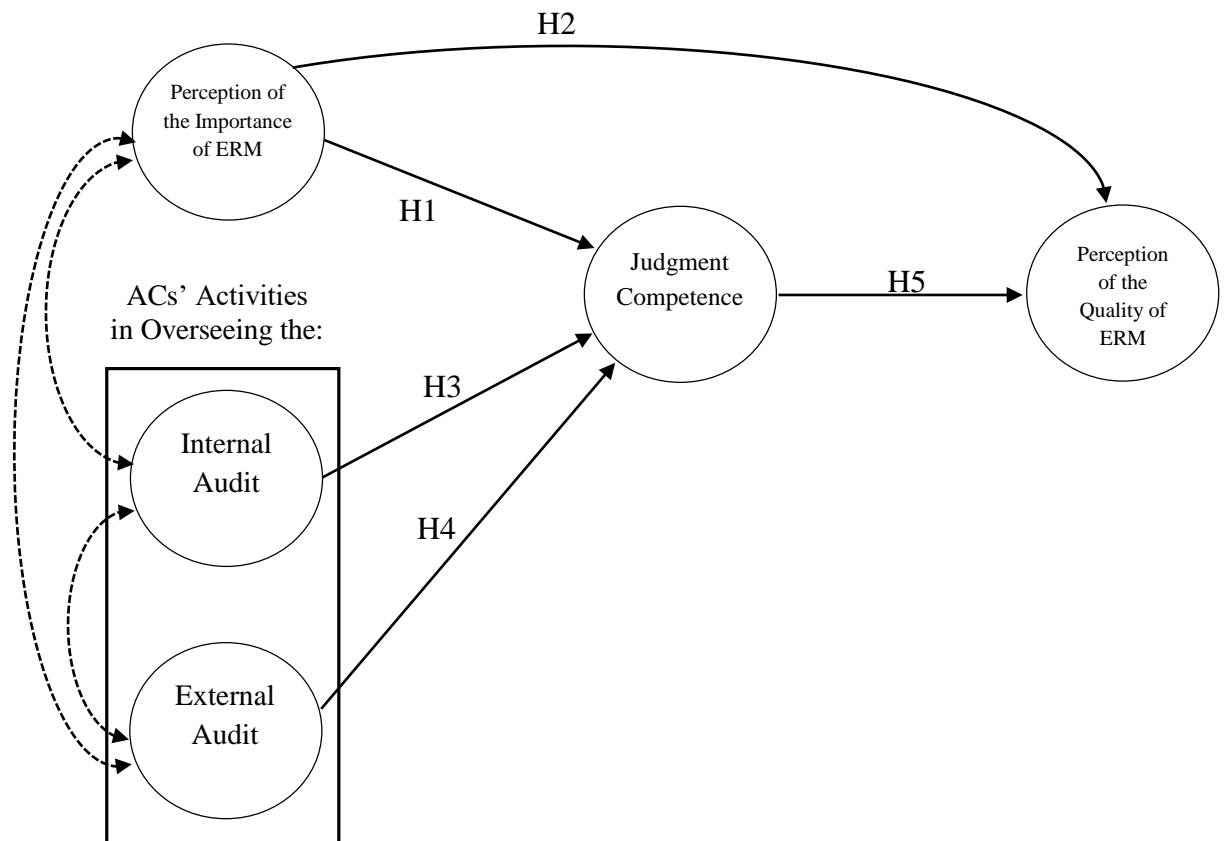 H2
Perception of
the Importance
of ERM
H1
Judgment
Competence
H5
Perception
of the
Quality of
ERM
ACs’ Activities
in Overseeing the:
Internal
Audit
H3
H4
External
Audit